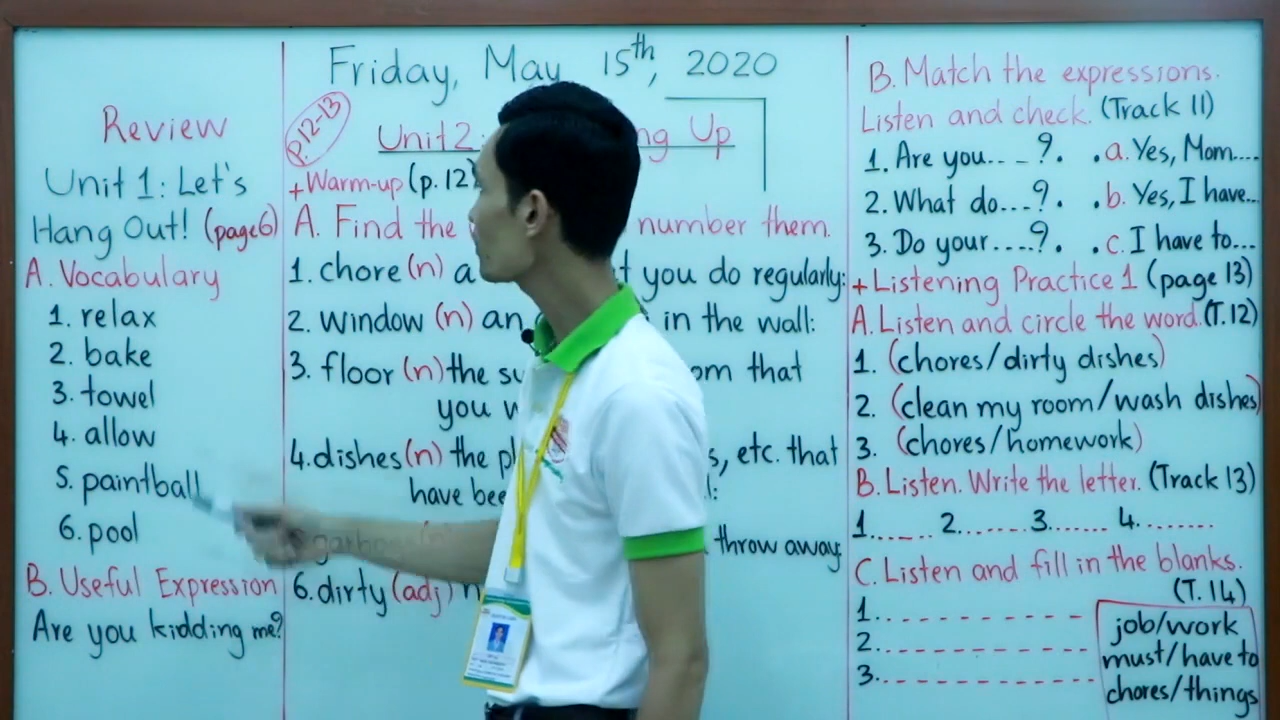 Friday, May 15th, 2020
Review
Unit 1: Let's
Hang Out! (page 6)
A. Vocabulary
1. relax
2. bake
3. towel
4. allow
5. paintball
6. pool
B. Useful Expression
Are you kidding me?
P.12-13
Unit 2: ng Up
+ Warm-up (p. 12)
A. Find the number them.
1. chore (n) a t you do regularly:
2. window (n) an in the wall:
3. floor (n) the su om that
you w
4. dishes (n) the pl s, etc. that
have bee l:
throw away:
6. dirty (adj) n
B. Match the expressions.
Listen and check. (Track 11)
1. Are you.. _ ?. .a. Yes, Mom....
2. What do...?. .b. Yes, I have...
3. Do your....?. .c. I have to...
+ Listening Practice 1 (page 13)
A. Listen and circle the word. (T.12)
1. (chores/dirty dishes)
2. (clean my room/wash dishes)
3. (chores/homework)
B. Listen. Write the letter. (Track 13)
1...... 2....... 3....... 4.........
C. Listen and fill in the blanks.
(T. 14)
1.
2.
3.
job/work
must/have to
chores/things